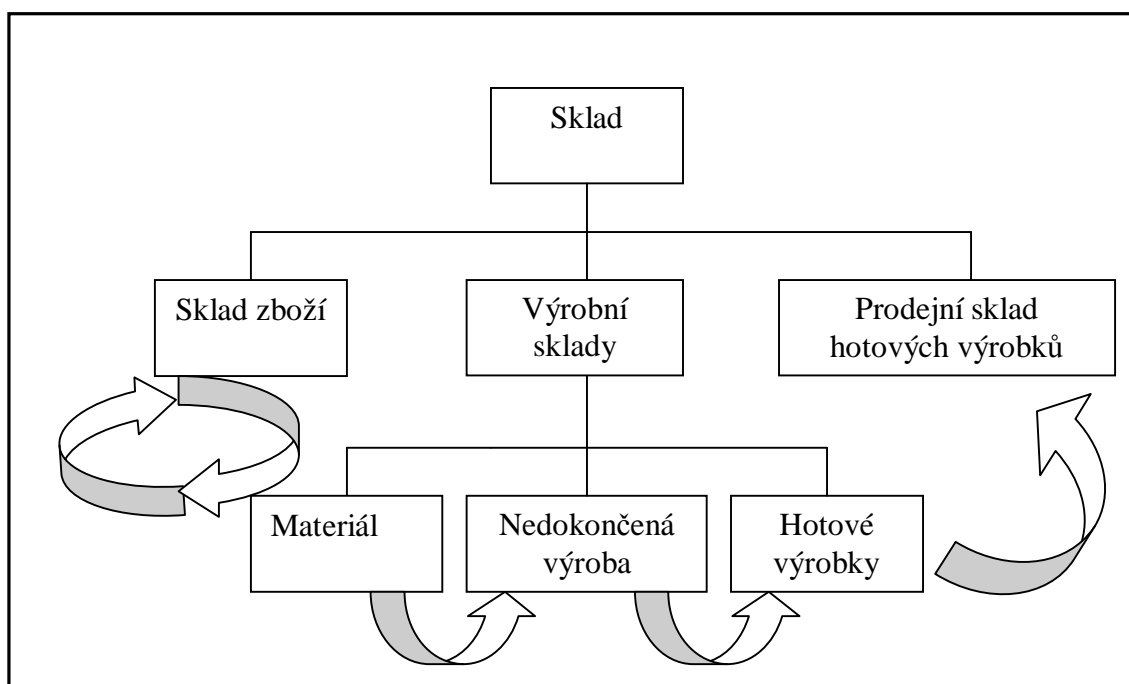 Sklad
Sklad zboží
Výrobní
sklady
Prodejní sklad
hotových výrobků
Materiál
Nedokončená
výroba
Hotové
výrobky